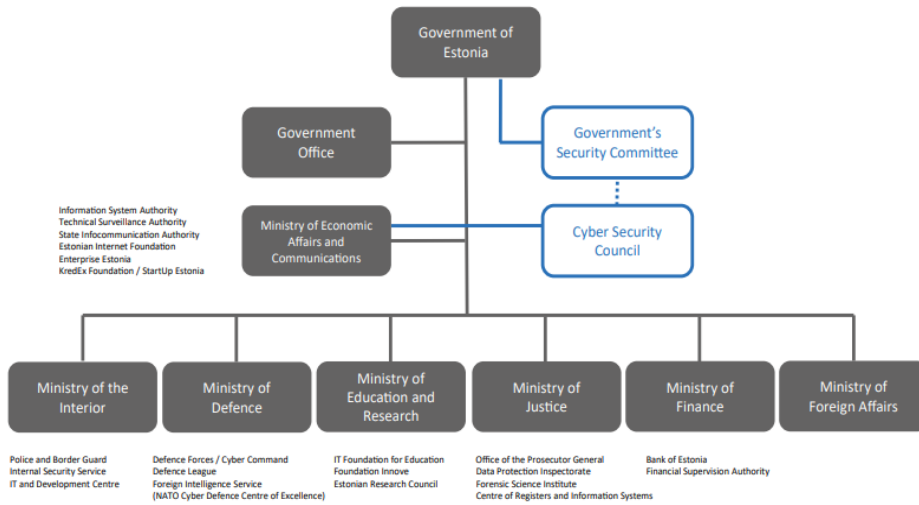 Government of
Estonia
Government
Office
Government's
Security Committee
Information System Authority
Technical Surveillance Authority
State Infocommunication Authority
Estonian Internet Foundation
Enterprise Estonia
KredEx Foundation / StartUp Estonia
Ministry of Economic
Affairs and
Communications
Cyber Security
Council
Ministry of the
Interior
Ministry of
Defence
Ministry of
Education and
Research
Ministry of
Justice
Ministry of
Finance
Ministry of
Foreign Affairs
Police and Border Guard
Internal Security Service
IT and Development Centre
Defence Forces / Cyber Command
Defence League
Foreign Intelligence Service
(NATO Cyber Defence Centre of Excellence)
IT Foundation for Education
Foundation Innove
Estonian Research Council
Office of the Prosecutor General
Data Protection Inspectorate
Forensic Science Institute
Centre of Registers and Information Systems
Bank of Estonia
Financial Supervision Authority